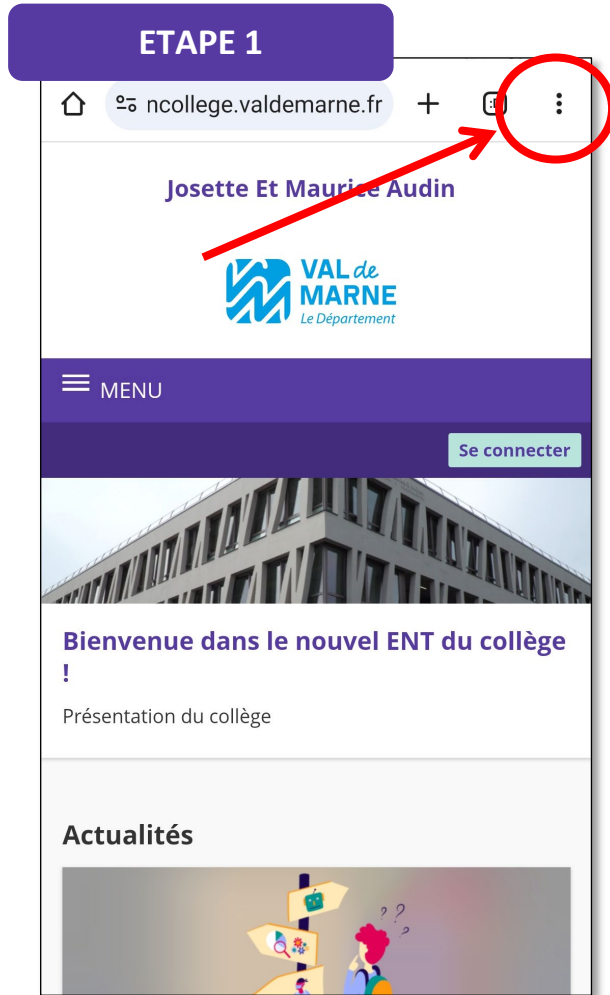 ETAPE 1
ncollege.valdemarne.fr
:D
Josette Et Maurice Audin
VAL de
MARNE
Le Département
MENU
Se connecter
Bienvenue dans le nouvel ENT du collège
!
Présentation du collège
Actualités
? ?
?